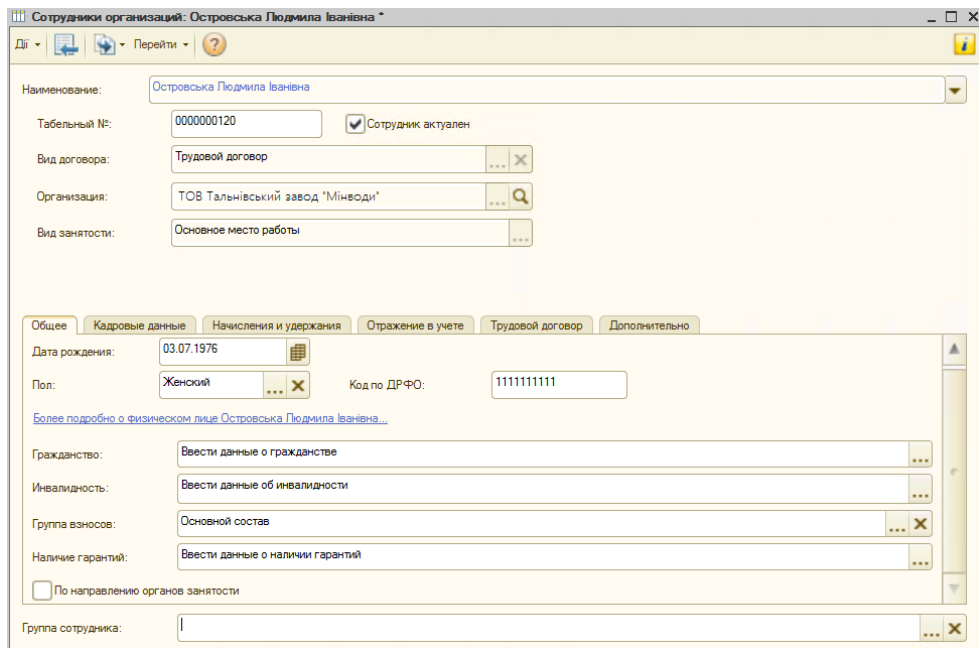 Сотрудники организаций: Островська Людмила Іванівна *
Дії Перейти
Наименование: Островська Людмила Іванівна
Табельный №: 0000000120 Сотрудник актуален
Вид договора: Трудовой договор
Организация: ТОВ Тальнівський завод "Мінводи"
Вид занятости: Основное место работы
Общее Кадровые данные Начисления и удержания Отражение в учете Трудовой договор Дополнительно
Дата рождения: 03.07.1976
Пол: Женский Код по ДРФО: 1111111111
Более подробно о физическом лице Островська Людмила Іванівна...
Гражданство: Ввести данные о гражданстве
Инвалидность: Ввести данные об инвалидности
Группа взносов: Основной состав
Наличие гарантий: Ввести данные о наличии гарантий
По направлению органов занятости
Группа сотрудника: